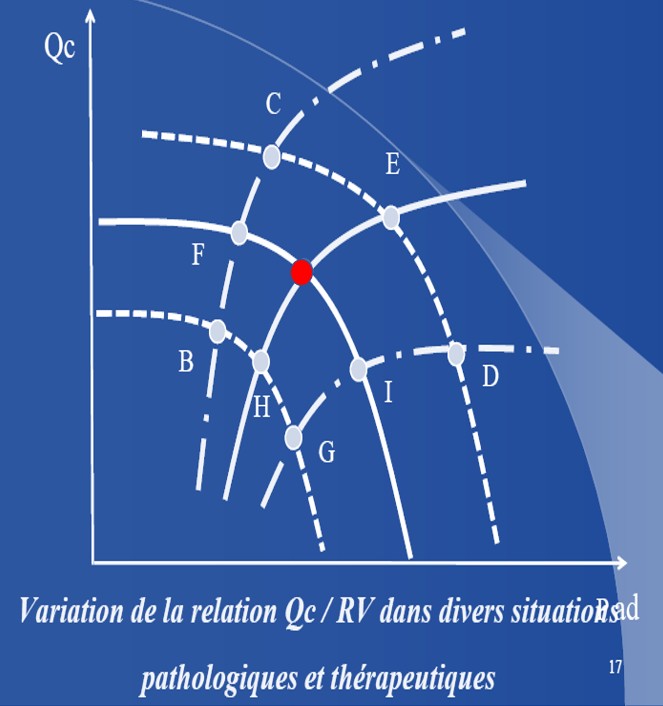 Qc
C
E
F
B
D
I
H
G
Pad
Variation de la relation Qc / RV dans divers situations
pathologiques et thérapeutiques
17